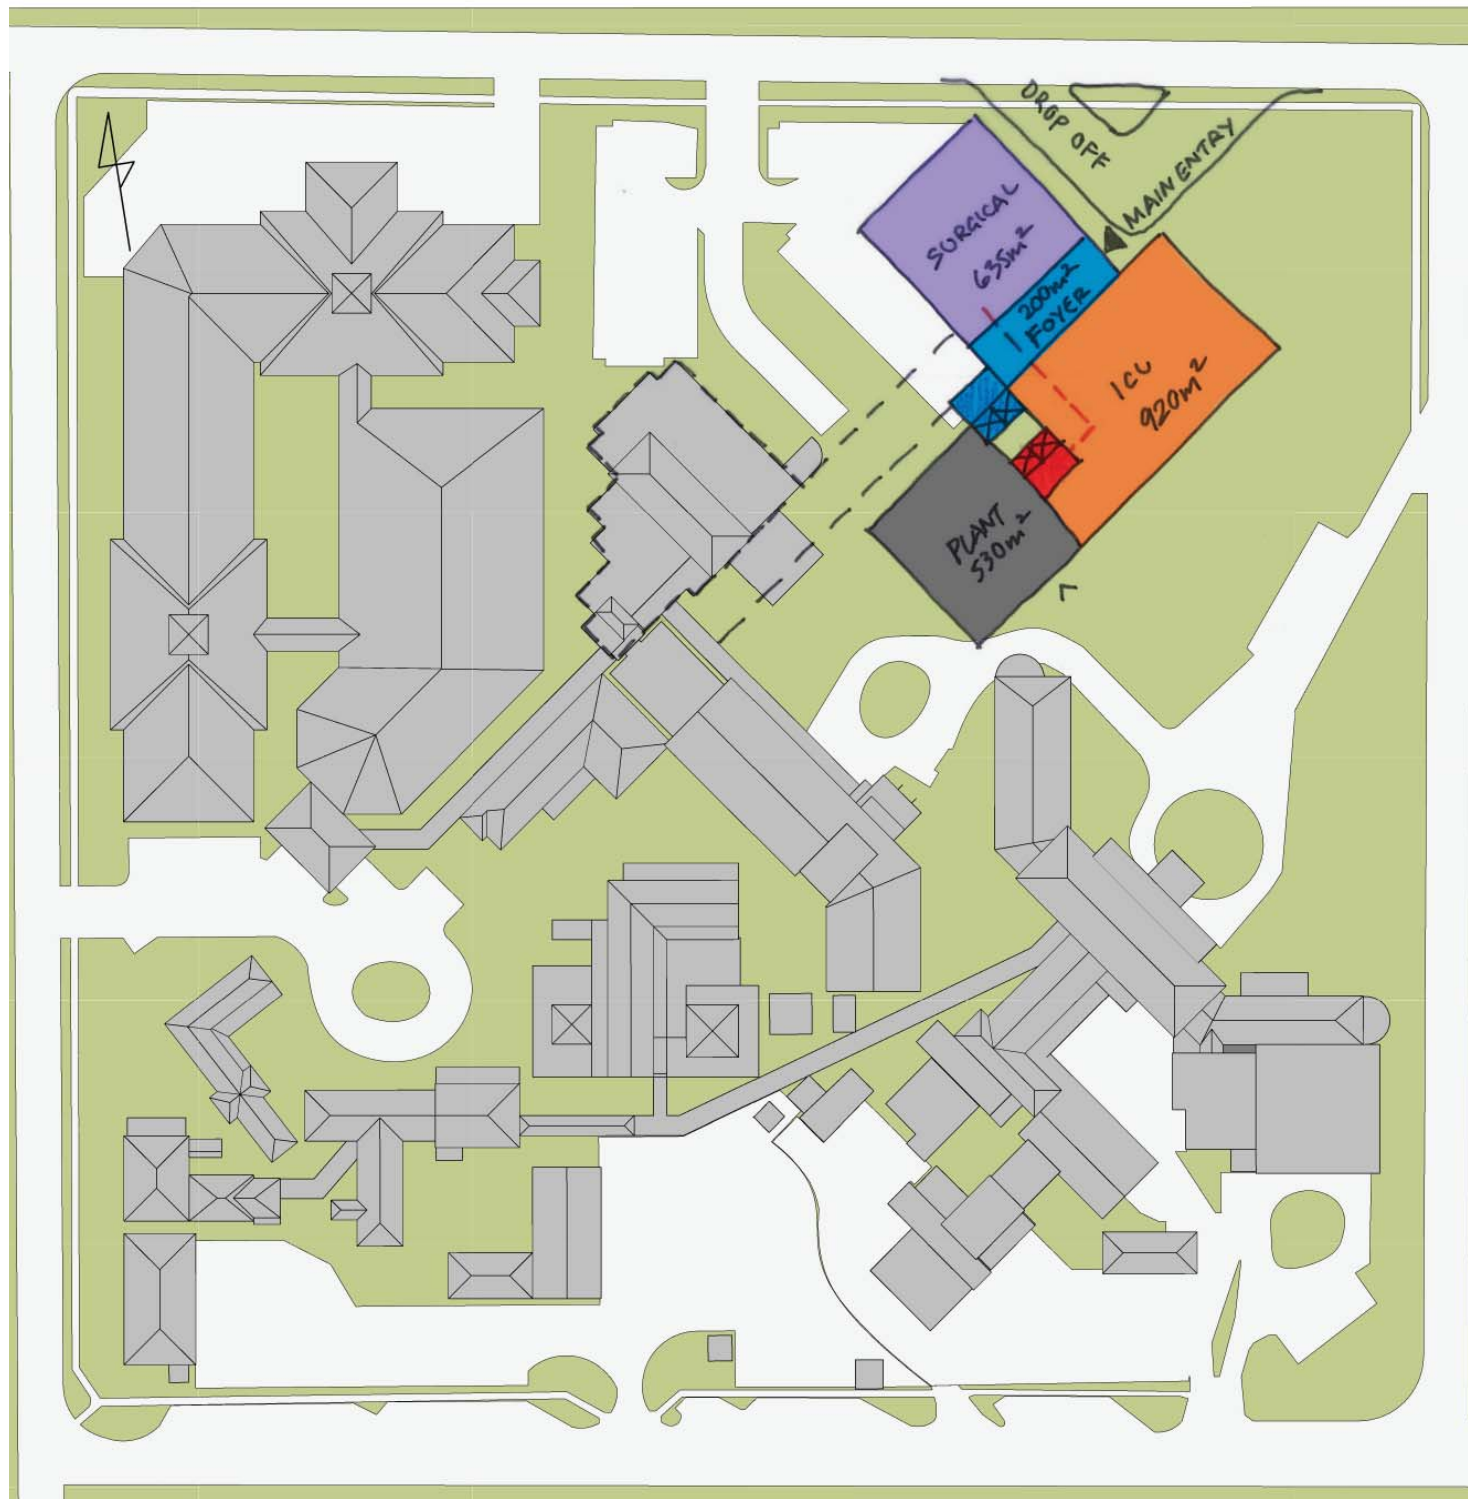 DROP OFF
MAIN ENTRY
SURGICAL
635m²
200m²
FOYER
ICU
920m²
PLANT
530m²